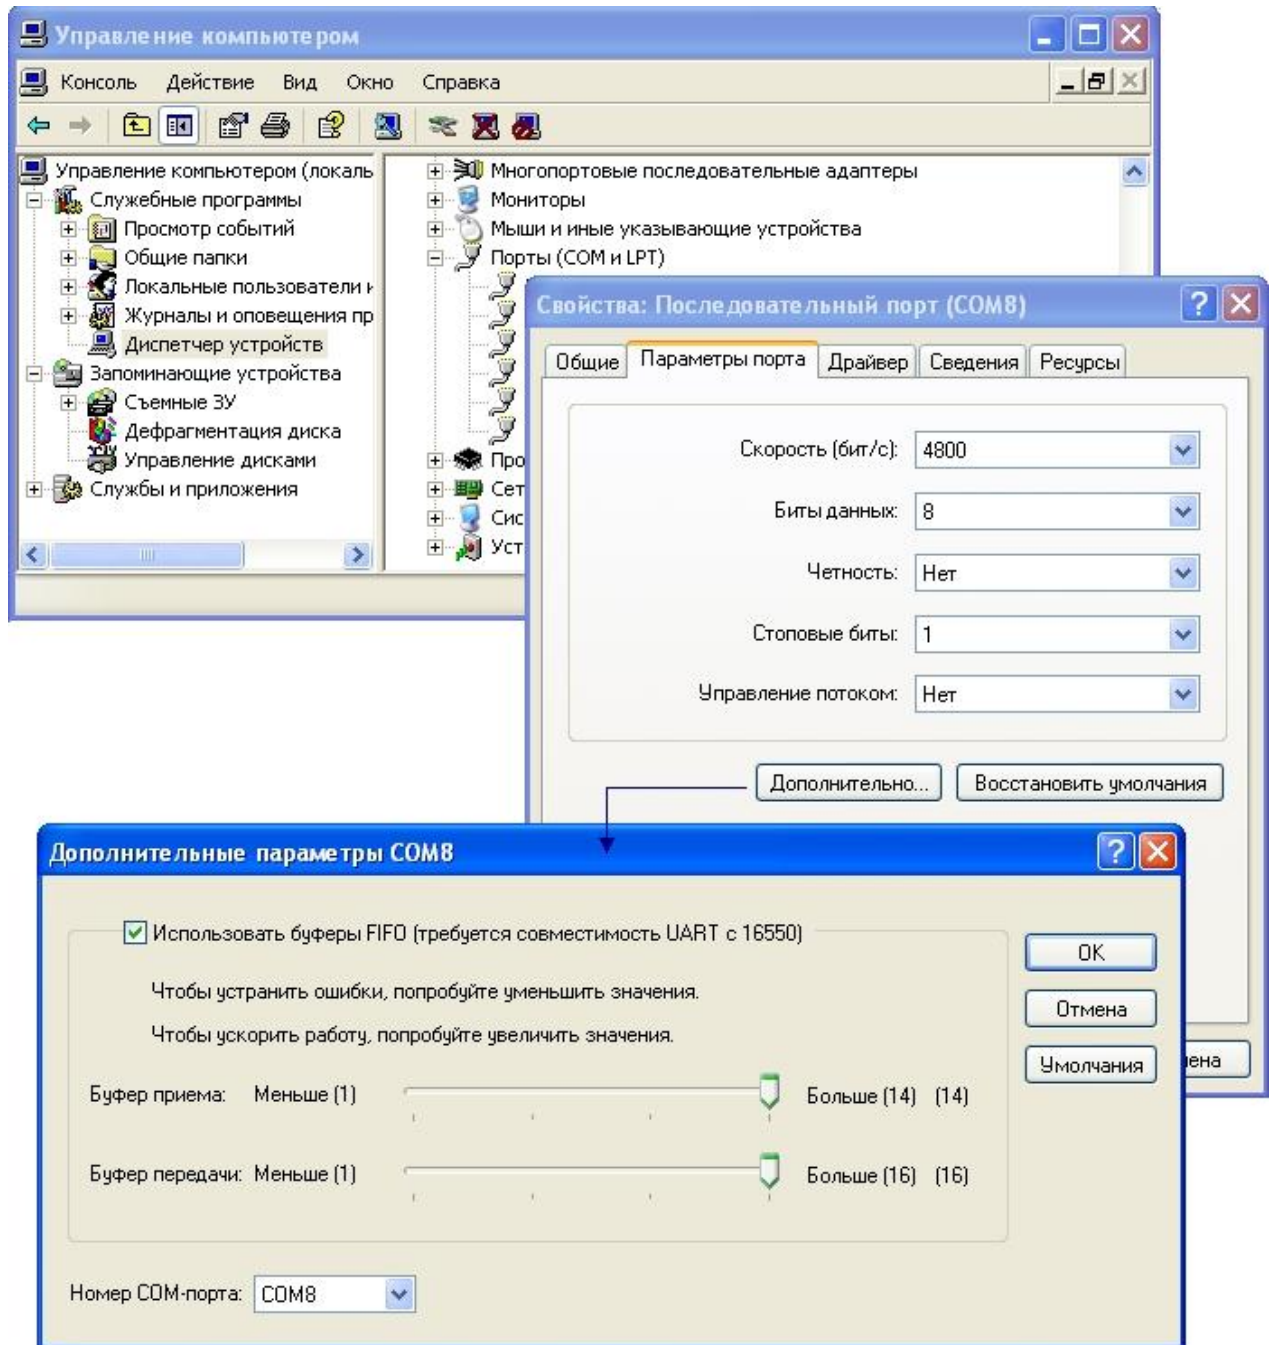 Управление компьютером
Консоль Действие Вид Окно Справка
Управление компьютером (локаль
Служебные программы
Просмотр событий
Общие папки
Локальные пользователи и
Журналы и оповещения пр
Диспетчер устройств
Запоминающие устройства
Съемные ЗУ
Дефрагментация диска
Управление дисками
Службы и приложения
Многопортовые последовательные адаптеры
Мониторы
Мыши и иные указывающие устройства
Порты (COM и LPT)
Про
Сет
Сис
Уст
Свойства: Последовательный порт (COM8)
Общие Параметры порта Драйвер Сведения Ресурсы
Скорость (бит/с): 4800
Биты данных: 8
Четность: Нет
Стоповые биты: 1
Управление потоком: Нет
Дополнительно... Восстановить умолчания
ена
Дополнительные параметры COM8
Использовать буферы FIFO (требуется совместимость UART с 16550)
Чтобы устранить ошибки, попробуйте уменьшить значения.
Чтобы ускорить работу, попробуйте увеличить значения.
Буфер приема: Меньше (1) Больше (14) (14)
Буфер передачи: Меньше (1) Больше (16) (16)
Номер COM-порта: COM8
OK
Отмена
Умолчания